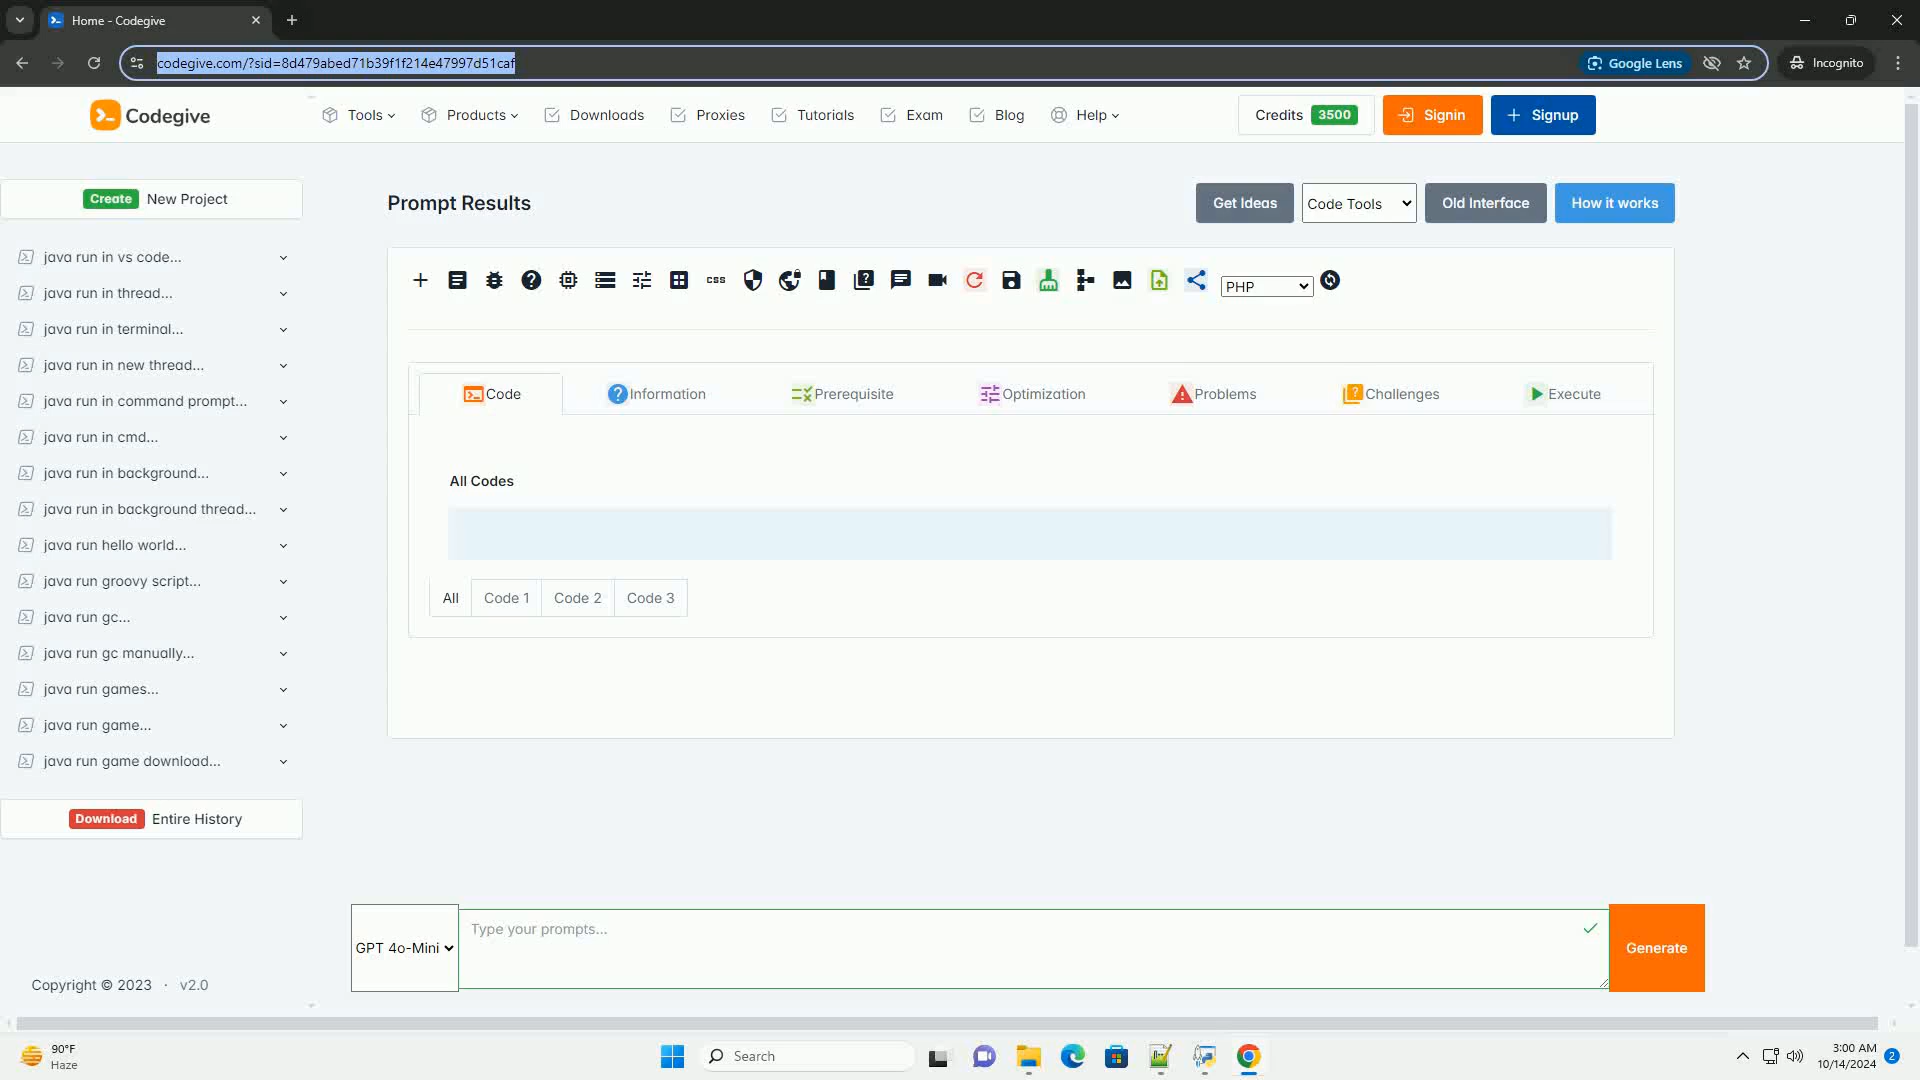 Home - Codegive
codegive.com/?sid=8d479abed71b39f1f214e47997d51caf
Google Lens
Incognito
Codegive
Tools
Products
Downloads
Proxies
Tutorials
Exam
Blog
Help
Credits 3500
Signin
Signup
Create New Project
java run in vs code...
java run in thread...
java run in terminal...
java run in new thread...
java run in command prompt...
java run in cmd...
java run in background...
java run in background thread...
java run hello world...
java run groovy script...
java run gc...
java run gc manually...
java run games...
java run game...
java run game download...
Download Entire History
Copyright © 2023 · v2.0
Prompt Results
Get Ideas
Code Tools
Old Interface
How it works
css
PHP
Code
Information
Prerequisite
Optimization
Problems
Challenges
Execute
All Codes
All
Code 1
Code 2
Code 3
GPT 4o-Mini
Type your prompts...
Generate
90°F
Haze
Search
3:00 AM
10/14/2024
2